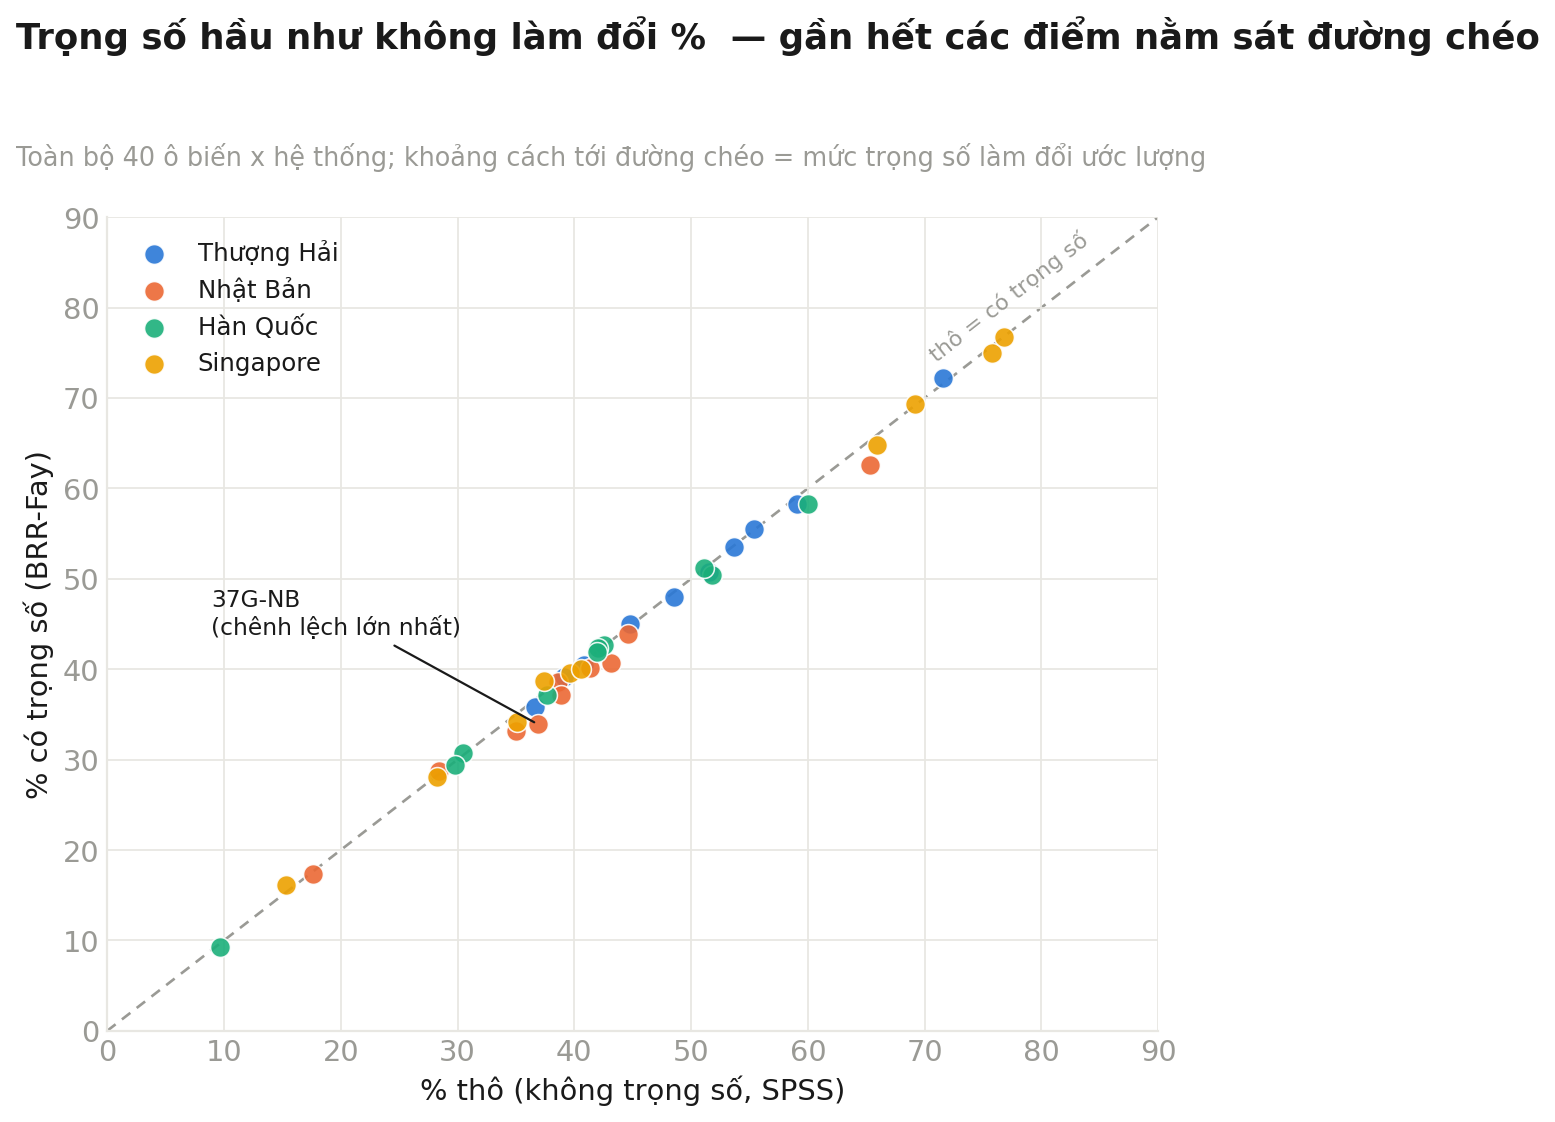 Trọng số hầu như không làm đổi % — gần hết các điểm nằm sát đường chéo
Toàn bộ 40 ô biến x hệ thống; khoảng cách tới đường chéo = mức trọng số làm đổi ước lượng
90
80
70
60
50
40
30
20
10
0
% có trọng số (BRR-Fay)
Thượng Hải
Nhật Bản
Hàn Quốc
Singapore
thô = có trọng số
37G-NB
(chênh lệch lớn nhất)
0 10 20 30 40 50 60 70 80 90
% thô (không trọng số, SPSS)